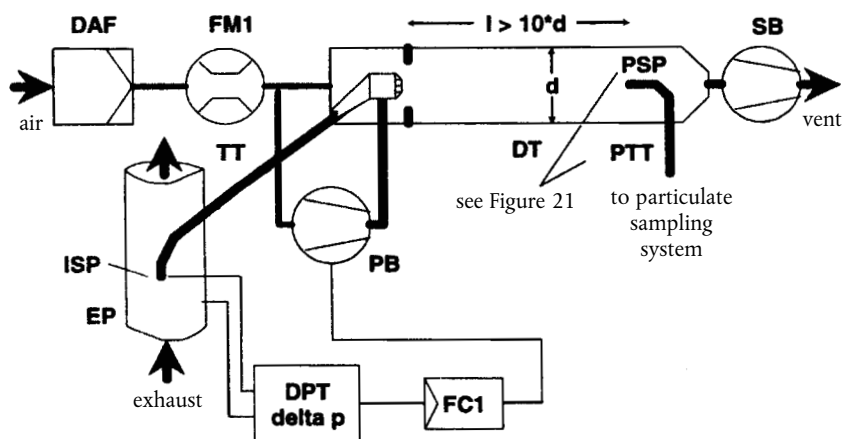 DAF
FM1
l > 10*d
SB
air
d
PSP
vent
TT
DT
PTT
see Figure 21
to particulate
sampling
system
ISP
PB
EP
exhaust
DPT
delta p
FC1